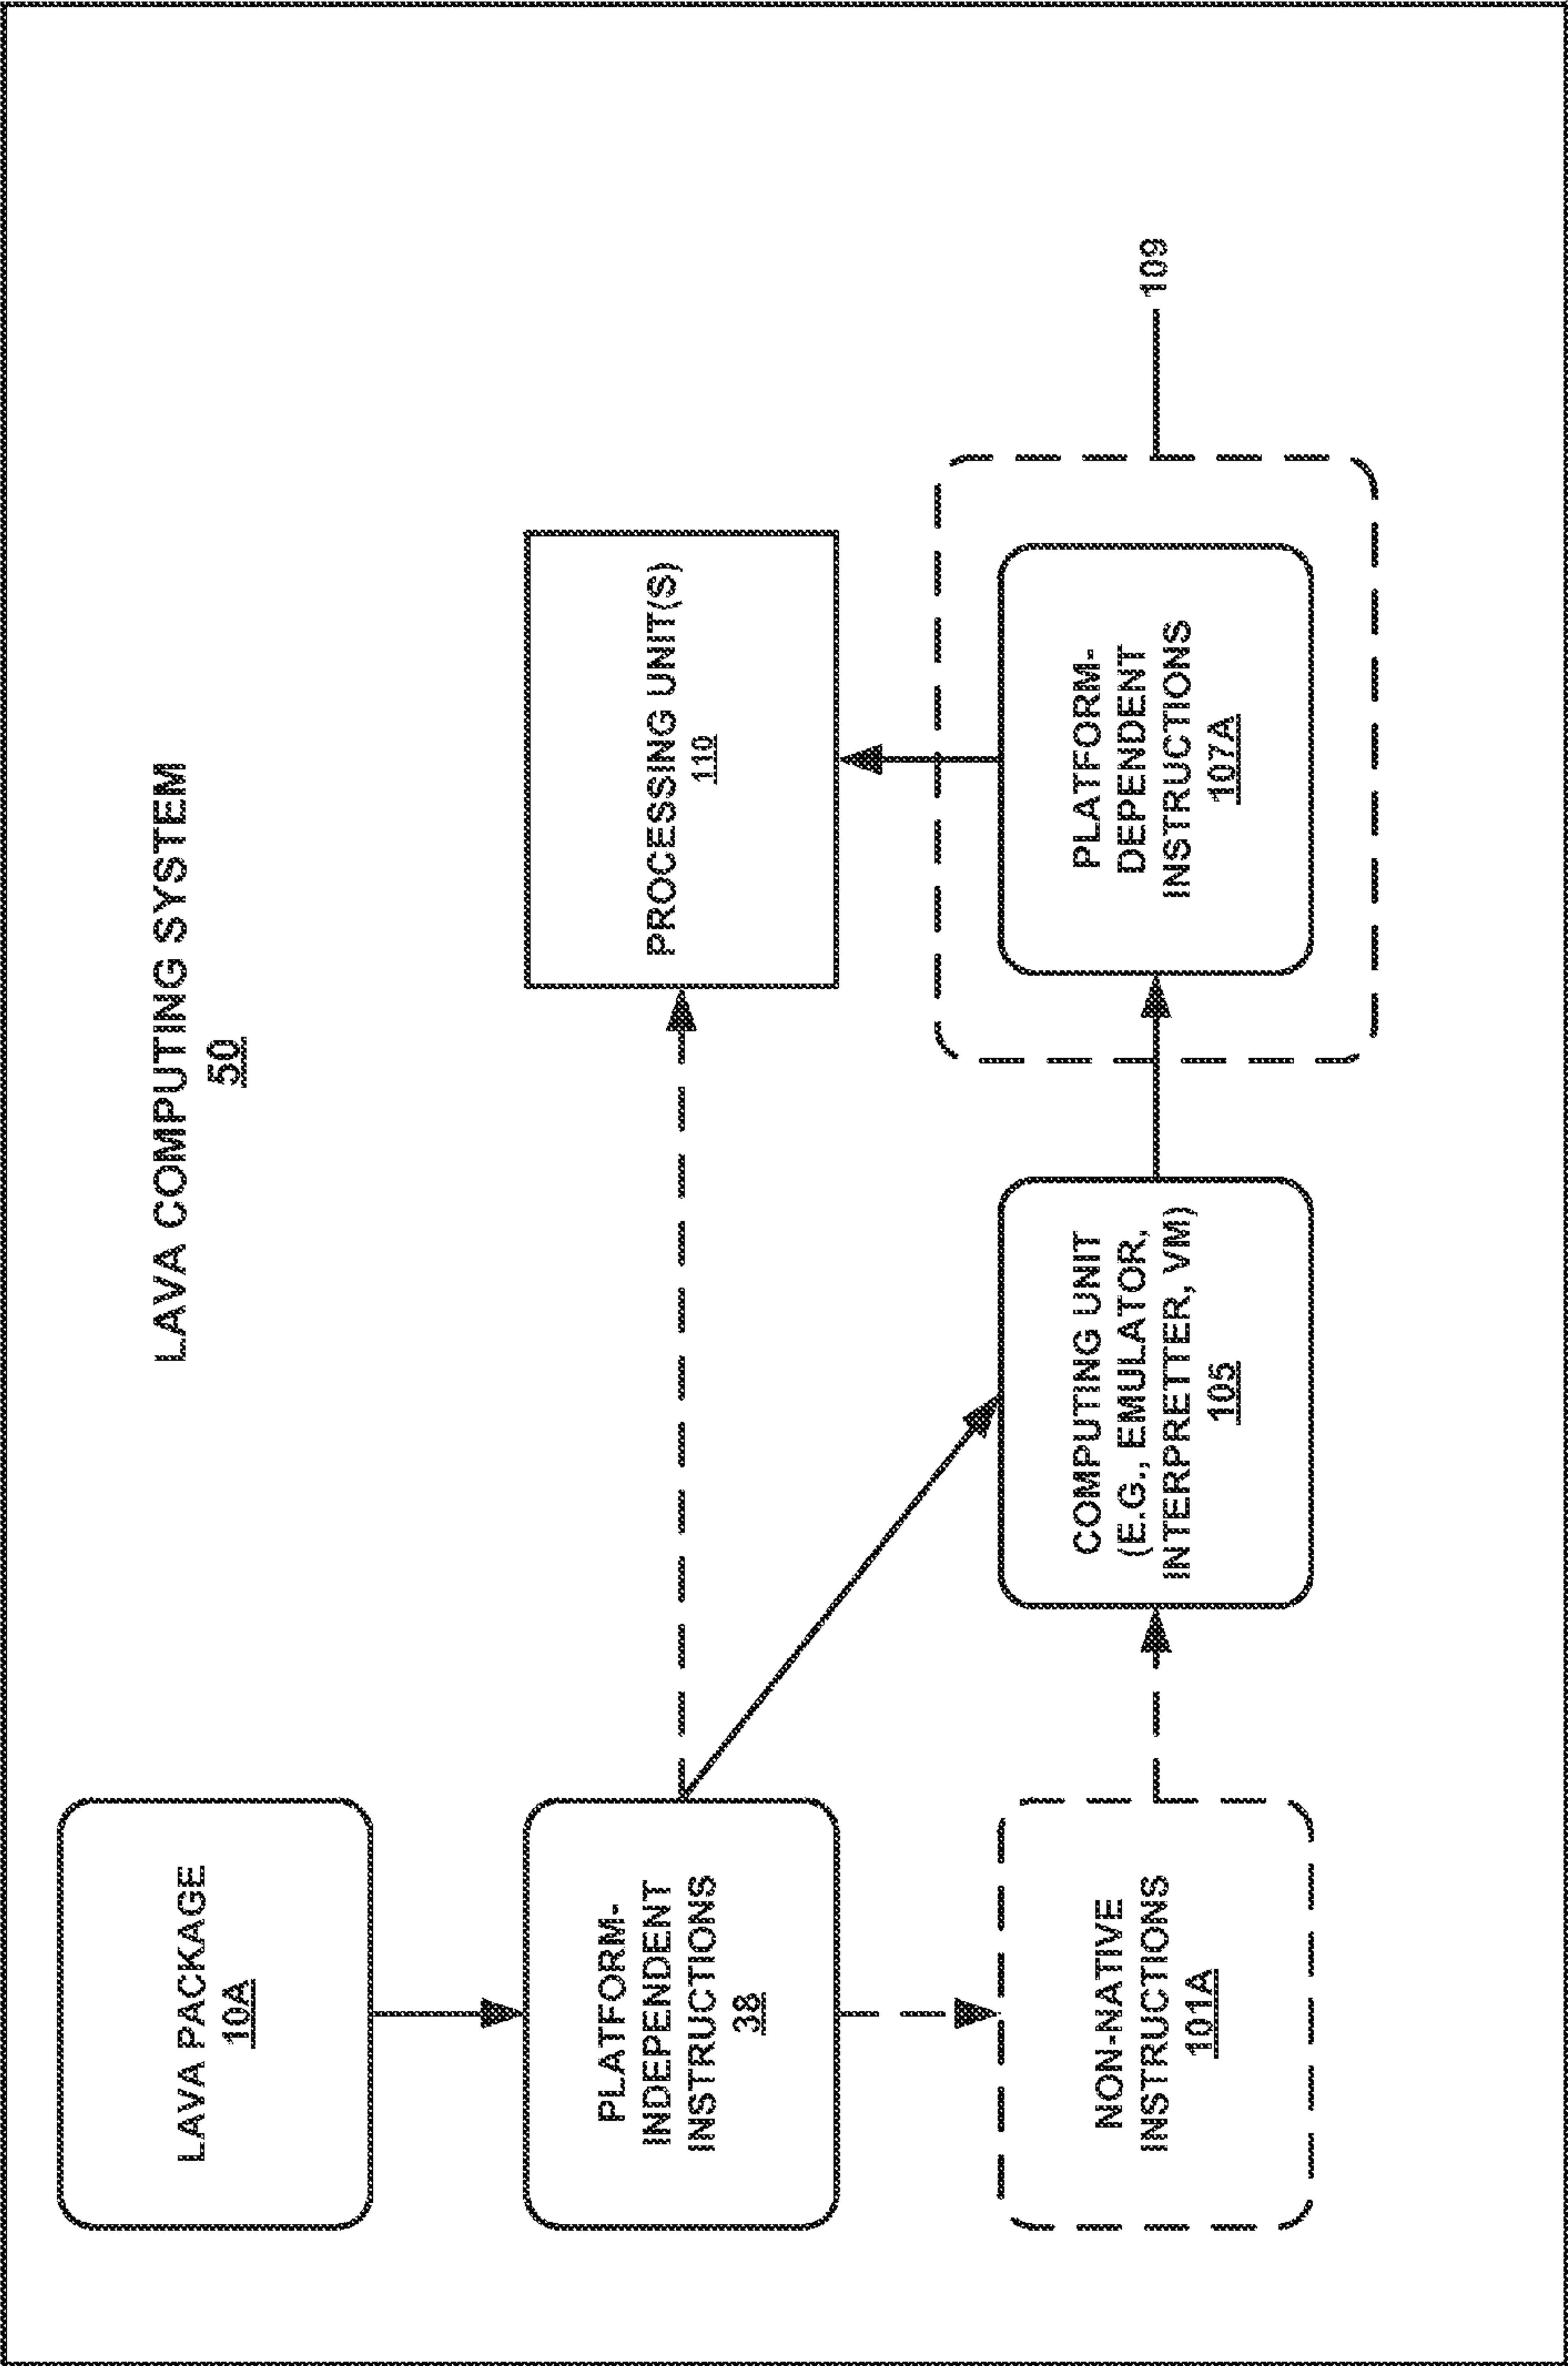 LAVA COMPUTING SYSTEM
50
LAVA PACKAGE
10A
PLATFORM-
INDEPENDENT
INSTRUCTIONS
38
PROCESSING UNIT(S)
110
NON-NATIVE
INSTRUCTIONS
101A
COMPUTING UNIT
(E.G., EMULATOR,
INTERPRETTER, VM)
105
PLATFORM-
DEPENDENT
INSTRUCTIONS
107A
109